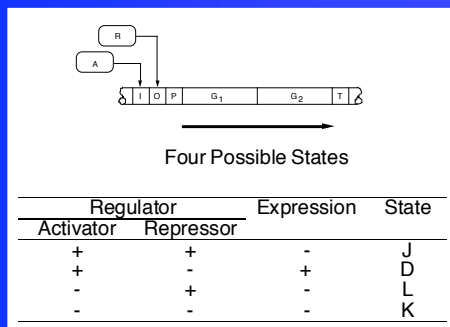 R
A
I O P G1 G2 T
Four Possible States
Regulator Expression State
Activator Repressor
+ + - J
+ - + D
- + - L
- - - K